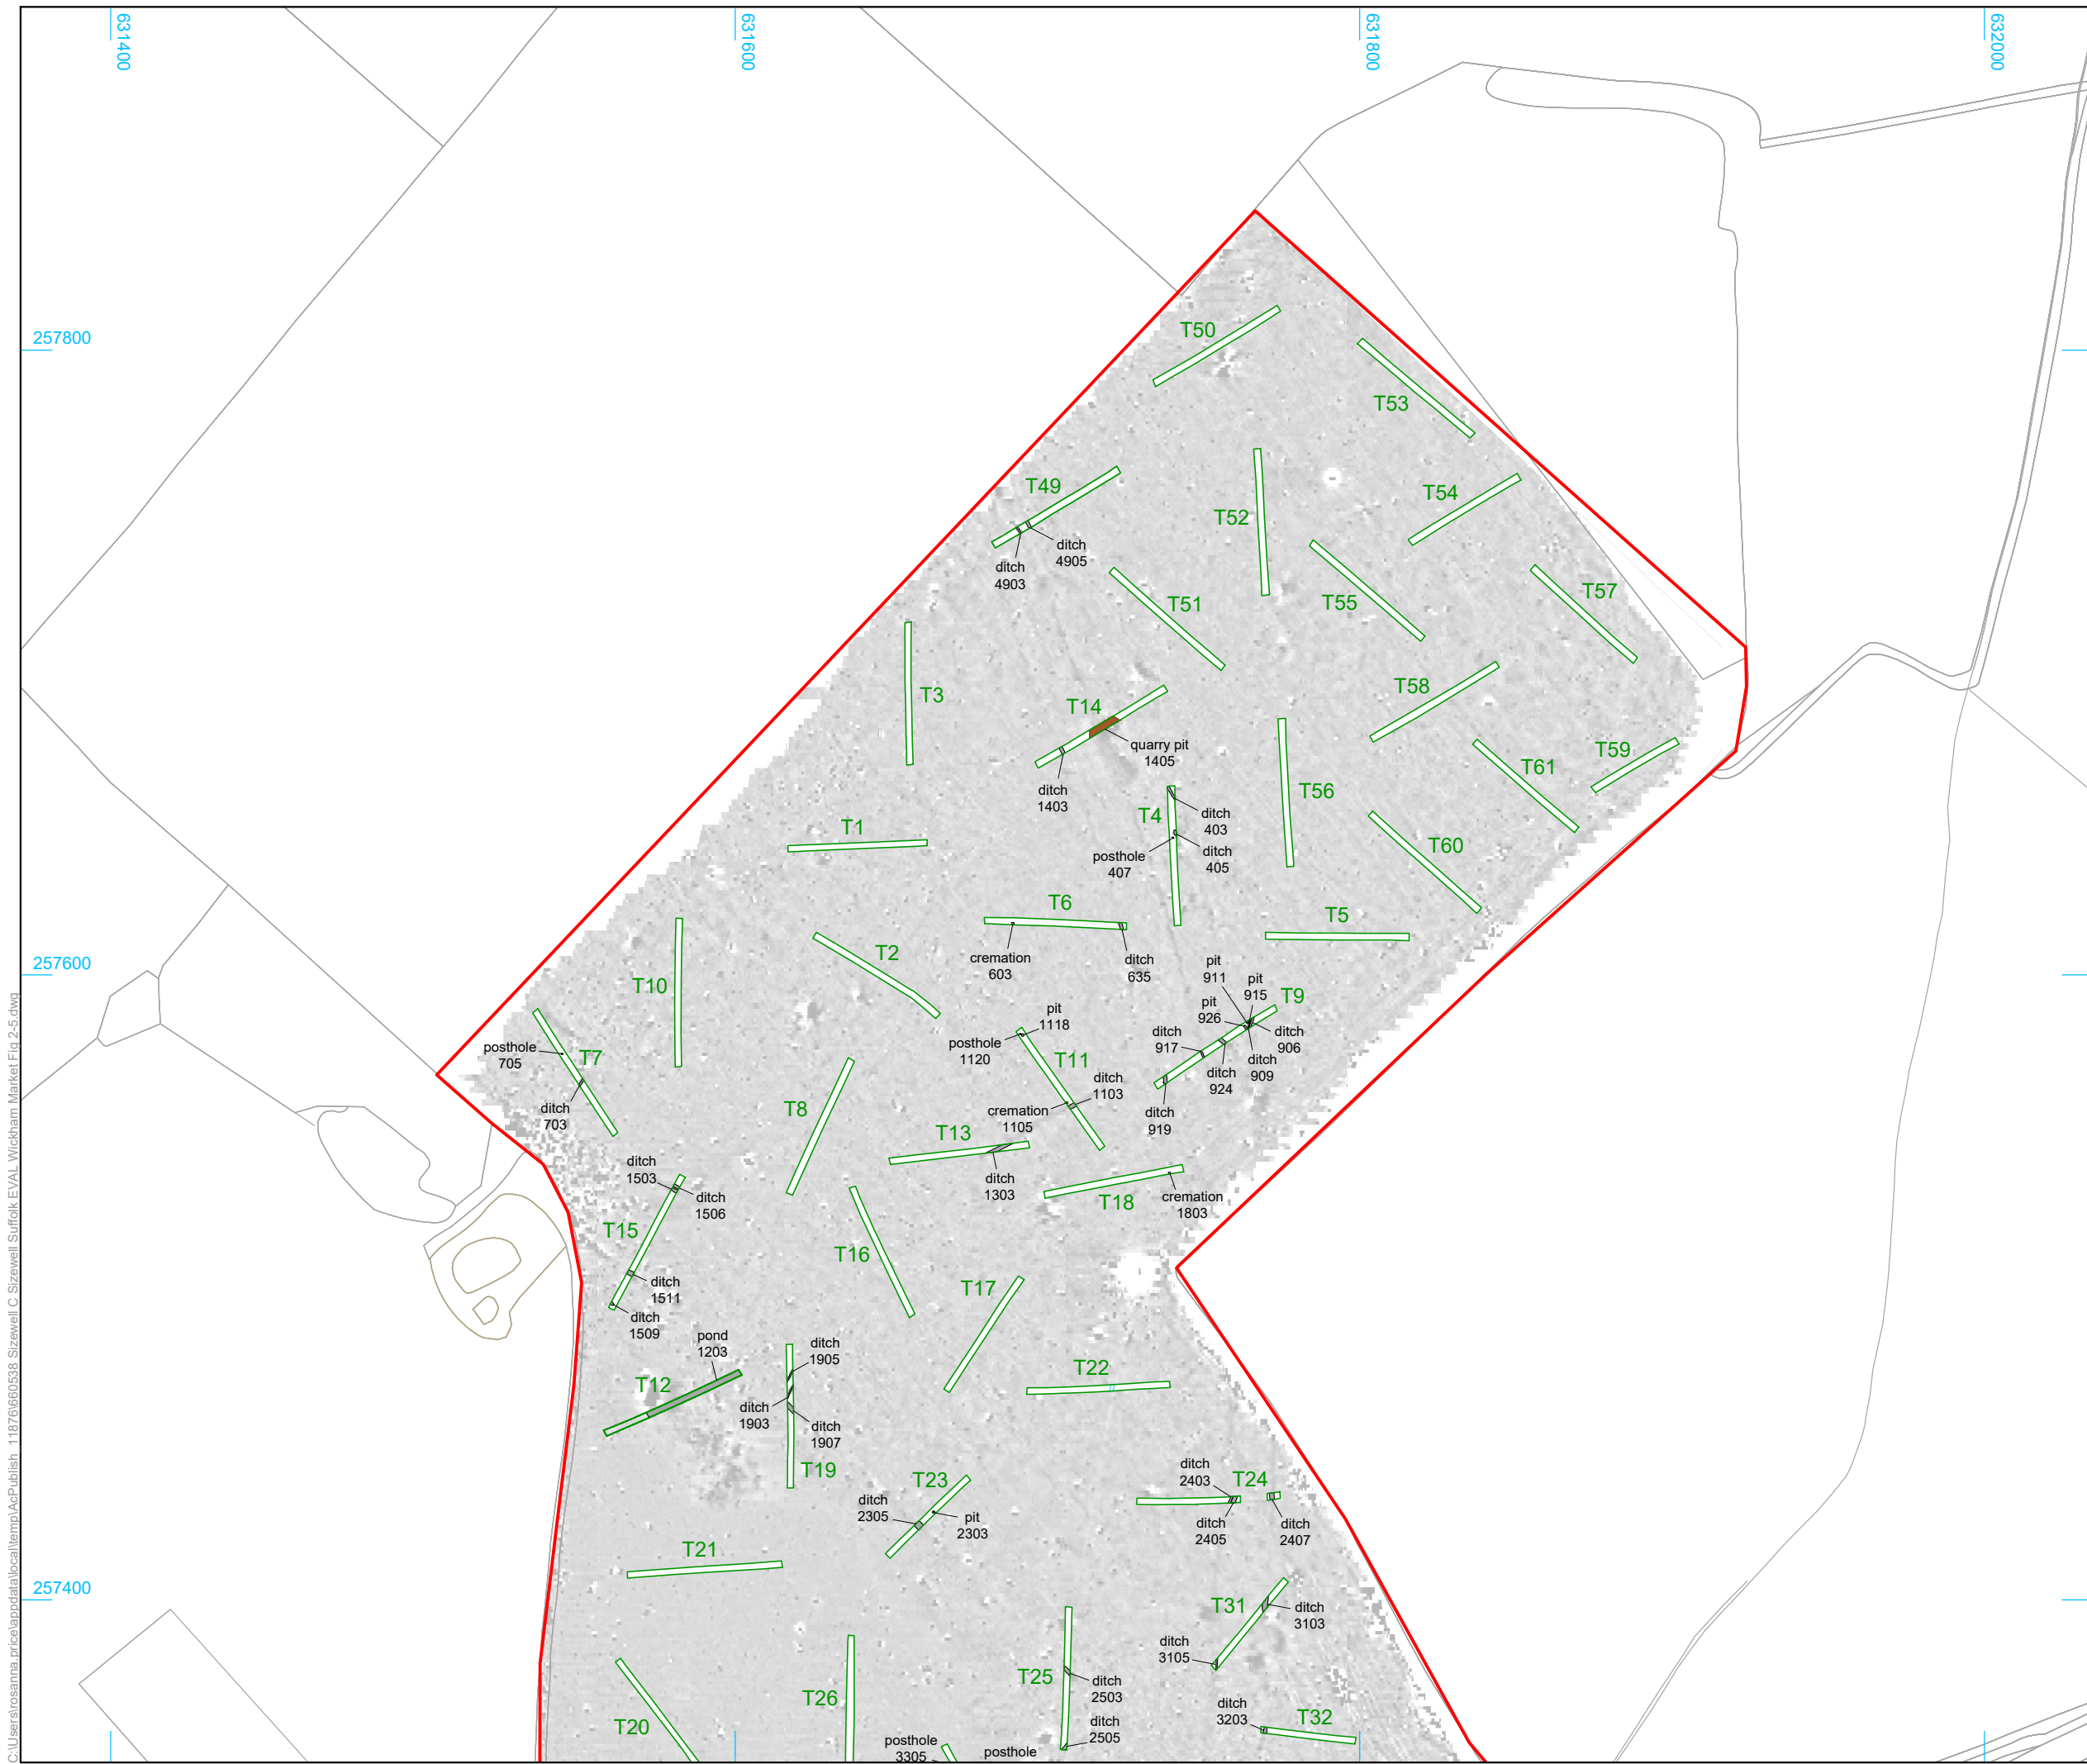 631400
631600
631800
632000
257800
T50
T53
T49
T54
T52
ditch
4905
ditch
4903
T51
T55
T57
T3
T58
T14
quarry pit
1405
T59
T61
ditch
1403
T56
T4
ditch
403
T1
posthole
407
ditch
405
T60
T6
T5
257600
cremation
603
ditch
635
T2
T10
pit
911
pit
915
T9
pit
926
pit
1118
posthole
1120
ditch
917
ditch
906
posthole
705
T7
T11
ditch
924
ditch
909
ditch
1103
cremation
1105
ditch
703
T8
ditch
919
T13
ditch
1503
ditch
1506
ditch
1303
T18
cremation
1803
T15
T16
T17
ditch
1511
ditch
1509
pond
1203
ditch
1905
T12
T22
ditch
1903
ditch
1907
T19
T23
ditch
2403
T24
ditch
2305
pit
2303
ditch
2405
ditch
2407
T21
257400
T31
ditch
3103
ditch
3105
T25
ditch
2503
T26
T20
ditch
3203
T32
ditch
2505
posthole
3305
posthole
C:\Users\rosanna.price\appdata\local\temp\AcPublish_11876\660538 Sizewell C Sizewell Suffolk EVAL Wickham Market Fig 2-5.dwg